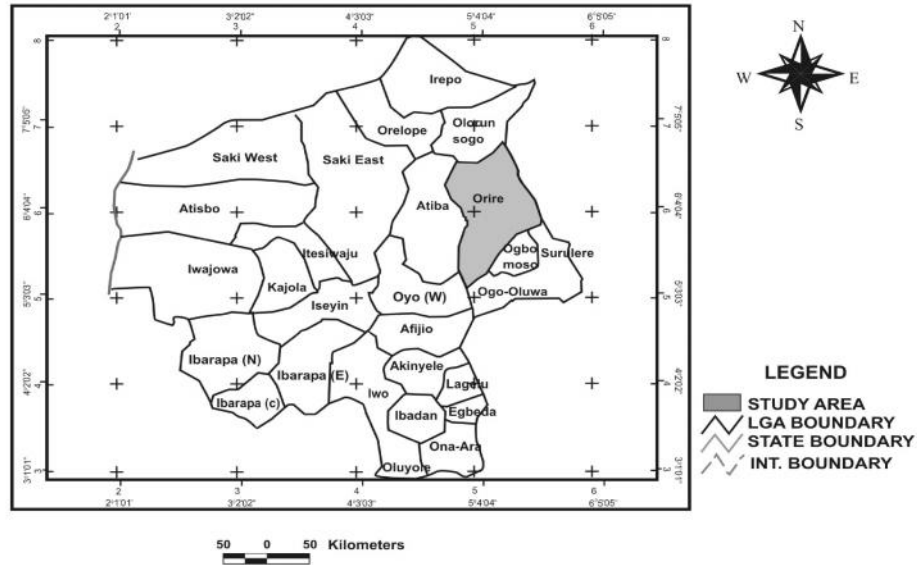 2°1'01" 3°2'02" 4°3'03" 5°4'04" 6°5'05"
2 3 4 5 6
8 8
N
W E
S
Irepo
7°5'05" 7°5'05"
7 7
Orelope
Olorun
sogo
Saki West
Saki East
Atiba
Orire
Atisbo
6°4'04" 6°4'04"
6 6
Itesiwaju
Ogbo
moso
Surulere
Iwajowa
Kajola
Oyo (W)
Ogo-Oluwa
5°3'03" 5°3'03"
5 5
Iseyin
Afijio
Ibarapa (N)
Ibarapa (E)
Akinyele
Lagelu
4°2'02" 4°2'02"
4 4
Iwo
Ibarapa (c)
Ibadan
Egbeda
Ona-Ara
Oluyole
3°1'01" 3°1'01"
3 3
2 3 4 5 6
2°1'01" 3°2'02" 4°3'03" 5°4'04" 6°5'05"
LEGEND
STUDY AREA
LGA BOUNDARY
STATE BOUNDARY
INT. BOUNDARY
50 0 50 Kilometers